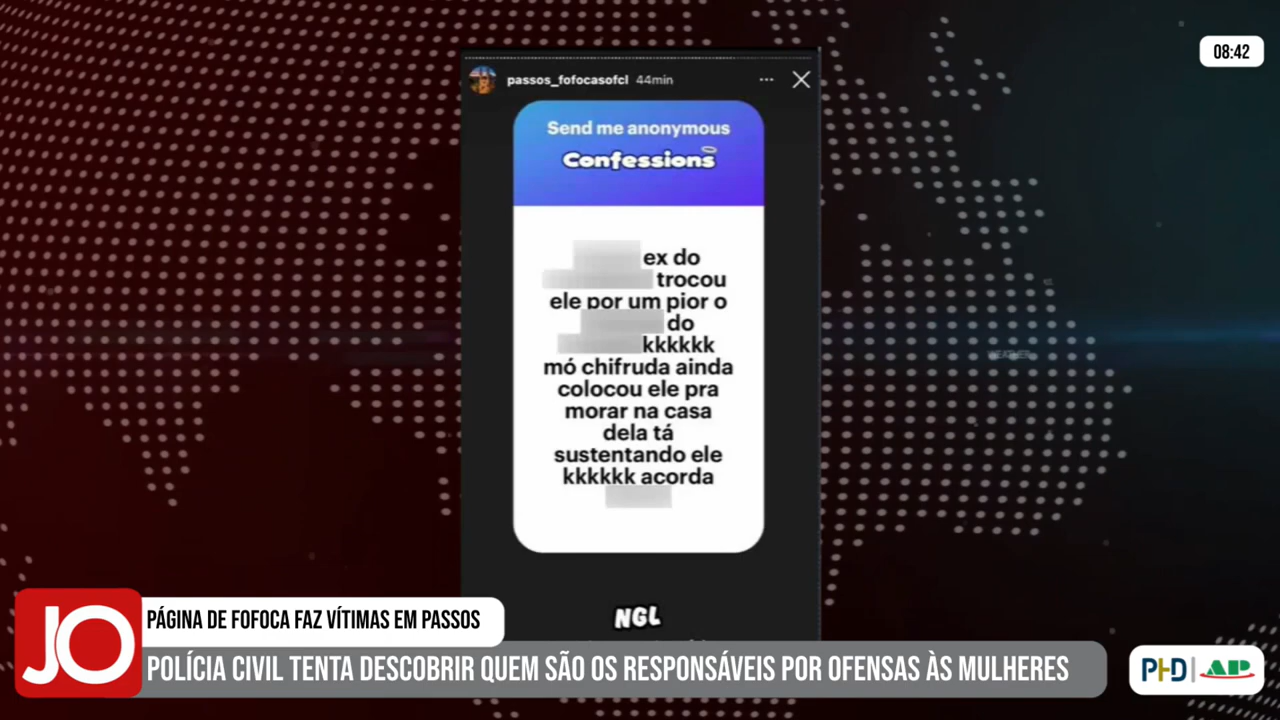 08:42
passos_fofocasofcl 44min
Send me anonymous
Confessions
ex do
trocou
ele por um pior o
do
kkkkkk
mó chifruda ainda
colocou ele pra
morar na casa
dela tá
sustentando ele
kkkkkk acorda
NGL
JO
PÁGINA DE FOFOCA FAZ VÍTIMAS EM PASSOS
POLÍCIA CIVIL TENTA DESCOBRIR QUEM SÃO OS RESPONSÁVEIS POR OFENSAS ÀS MULHERES
PHD AP